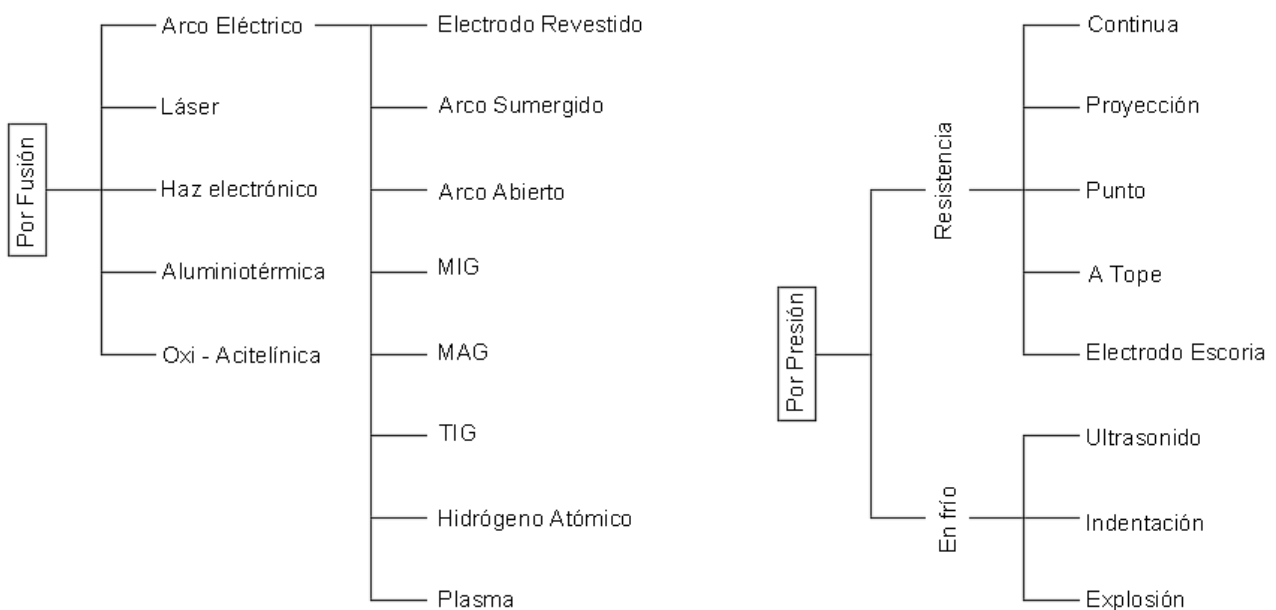 Por Fusión
Arco Eléctrico
Láser
Haz electrónico
Aluminiotérmica
Oxi - Acitelínica
Electrodo Revestido
Arco Sumergido
Arco Abierto
MIG
MAG
TIG
Hidrógeno Atómico
Plasma
Por Presión
Resistencia
Continua
Proyección
Punto
A Tope
Electrodo Escoria
En frío
Ultrasonido
Indentación
Explosión